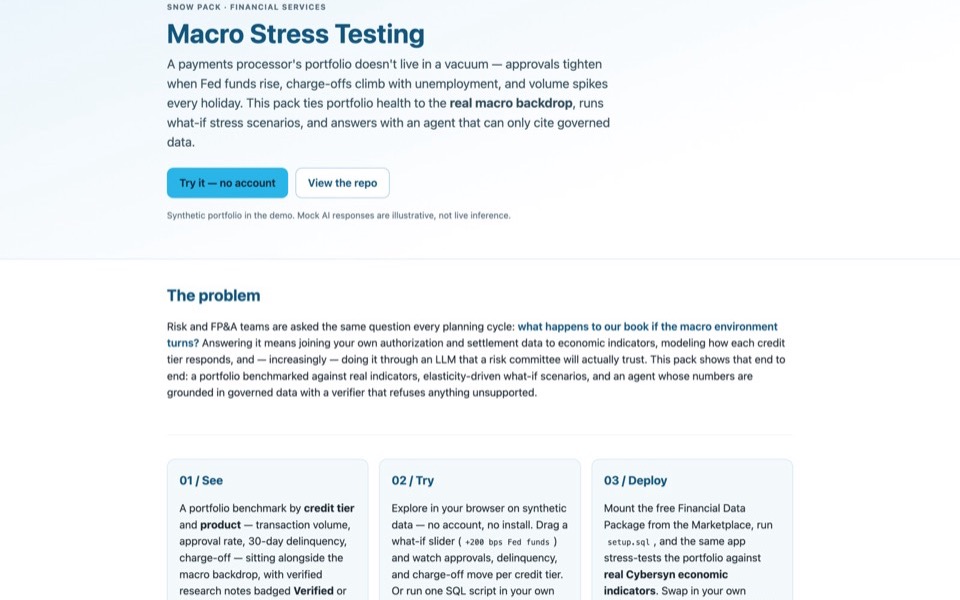 SNOW PACK · FINANCIAL SERVICES
Macro Stress Testing
A payments processor's portfolio doesn't live in a vacuum — approvals tighten
when Fed funds rise, charge-offs climb with unemployment, and volume spikes
every holiday. This pack ties portfolio health to the real macro backdrop, runs
what-if stress scenarios, and answers with an agent that can only cite governed
data.
Try it — no account
View the repo
Synthetic portfolio in the demo. Mock AI responses are illustrative, not live inference.
The problem
Risk and FP&A teams are asked the same question every planning cycle: what happens to our book if the macro environment
turns? Answering it means joining your own authorization and settlement data to economic indicators, modeling how each credit
tier responds, and — increasingly — doing it through an LLM that a risk committee will actually trust. This pack shows that end to
end: a portfolio benchmarked against real indicators, elasticity-driven what-if scenarios, and an agent whose numbers are
grounded in governed data with a verifier that refuses anything unsupported.
01 / See
A portfolio benchmark by credit tier
and product — transaction volume,
approval rate, 30-day delinquency,
charge-off — sitting alongside the
macro backdrop, with verified
research notes badged Verified or
02 / Try
Explore in your browser on synthetic
data — no account, no install. Drag a
what-if slider ( +200 bps Fed funds )
and watch approvals, delinquency,
and charge-off move per credit tier.
Or run one SQL script in your own
03 / Deploy
Mount the free Financial Data
Package from the Marketplace, run
setup.sql , and the same app
stress-tests the portfolio against
real Cybersyn economic
indicators. Swap in your own